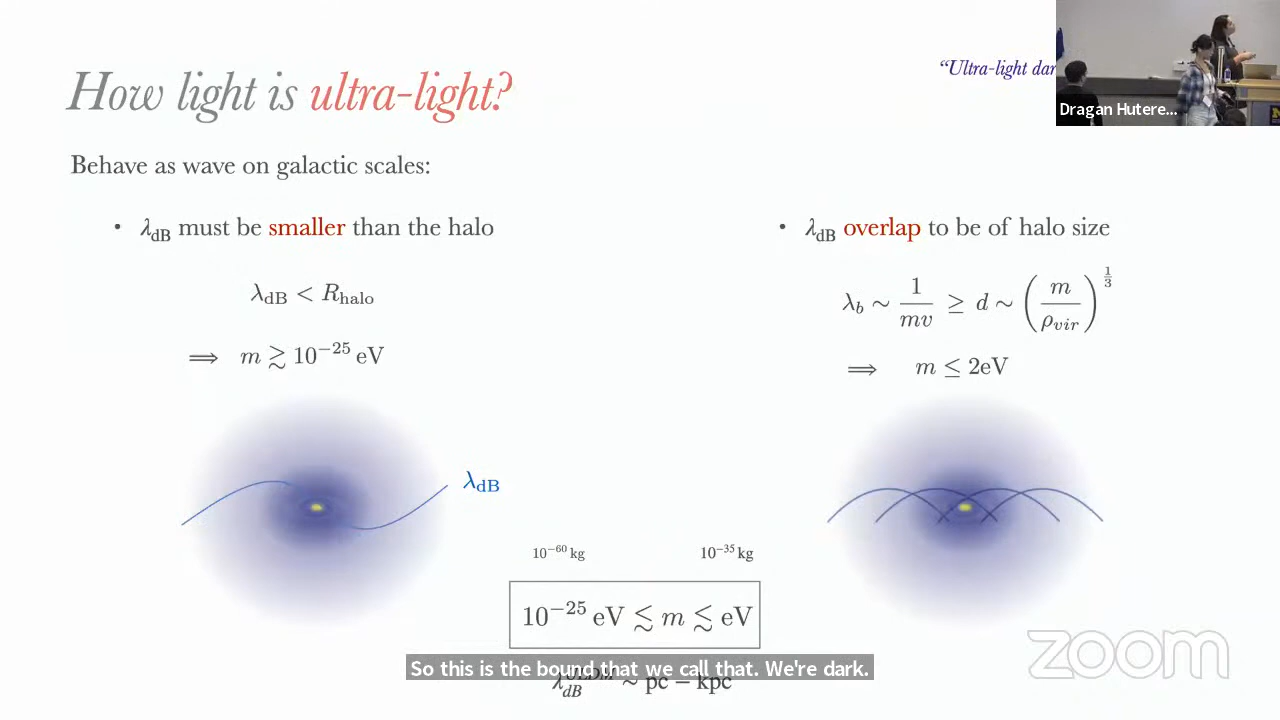 How light is ultra-light?
“Ultra-light dar
Dragan Hutere...
Behave as wave on galactic scales:
• λdB must be smaller than the halo
λdB < Rhalo
⟹ m ≳ 10⁻²⁵ eV
λdB
• λdB overlap to be of halo size
λb ∼ 1/mv ≥ d ∼ (m/ρvir)^1/3
⟹ m ≤ 2eV
10⁻⁶⁰ kg
10⁻³⁵ kg
10⁻²⁵ eV ≲ m ≲ eV
So this is the bound that we call that. We're dark.
λdB ∼ pc − kpc
zoom